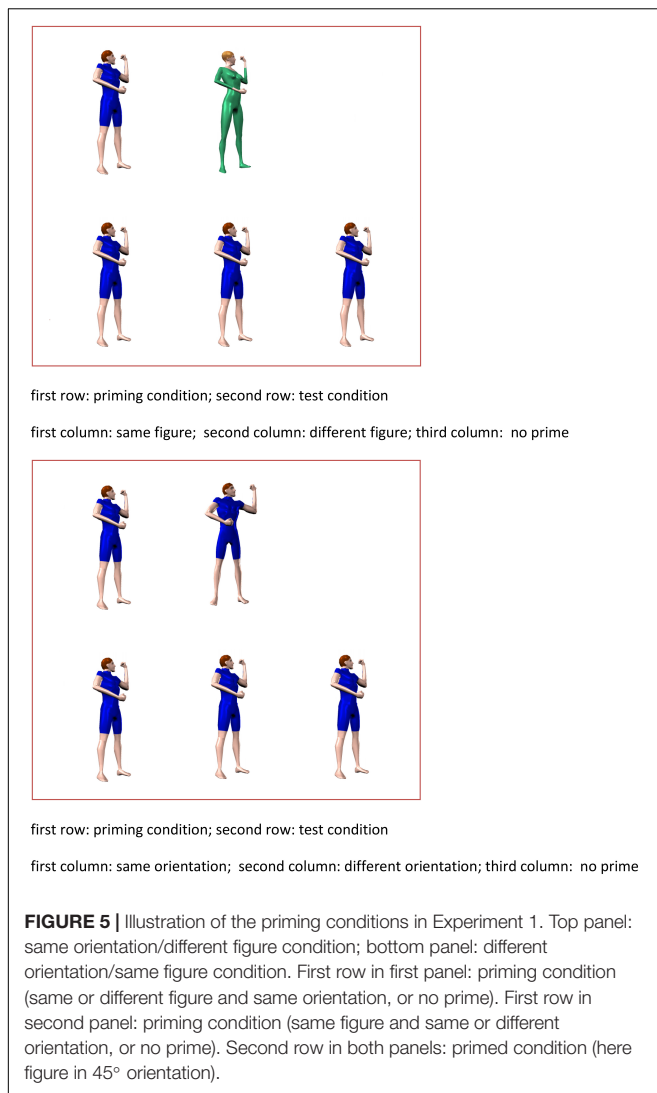 first row: priming condition; second row: test condition
first column: same figure;  second column: different figure; third column:  no prime
first row: priming condition; second row: test condition
first column: same orientation;  second column: different orientation; third column:  no prime
FIGURE 5 | Illustration of the priming conditions in Experiment 1. Top panel:
same orientation/different figure condition; bottom panel: different
orientation/same figure condition. First row in first panel: priming condition
(same or different figure and same orientation, or no prime). First row in
second panel: priming condition (same figure and same or different
orientation, or no prime). Second row in both panels: primed condition (here
figure in 45° orientation).